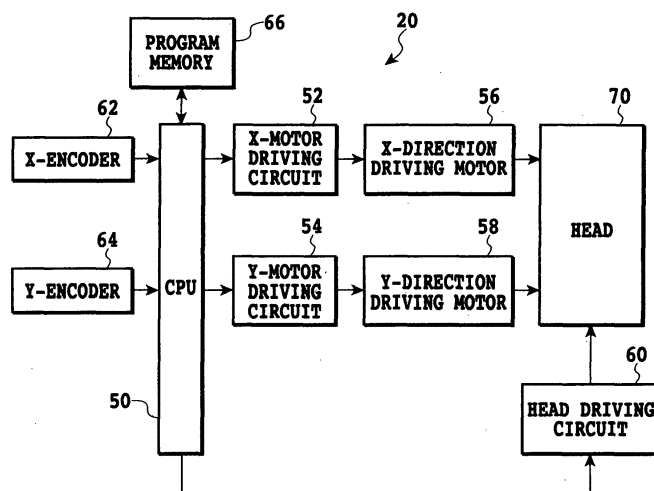 66
20
PROGRAM
MEMORY
62
52
56
70
X-ENCODER
X-MOTOR
DRIVING
CIRCUIT
X-DIRECTION
DRIVING MOTOR
64
54
58
HEAD
Y-ENCODER
CPU
Y-MOTOR
DRIVING
CIRCUIT
Y-DIRECTION
DRIVING MOTOR
50
60
HEAD DRIVING
CIRCUIT